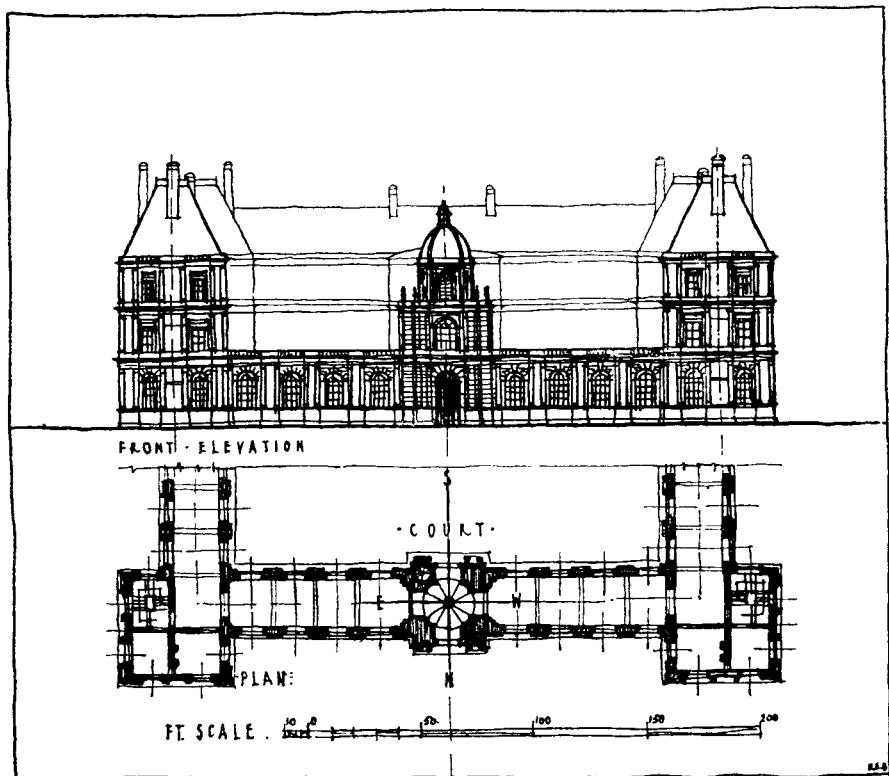 FRONT · ELEVATION
S
· COURT ·
E W
·PLAN:
N
FT. SCALE . 10 0 50 100 150 200